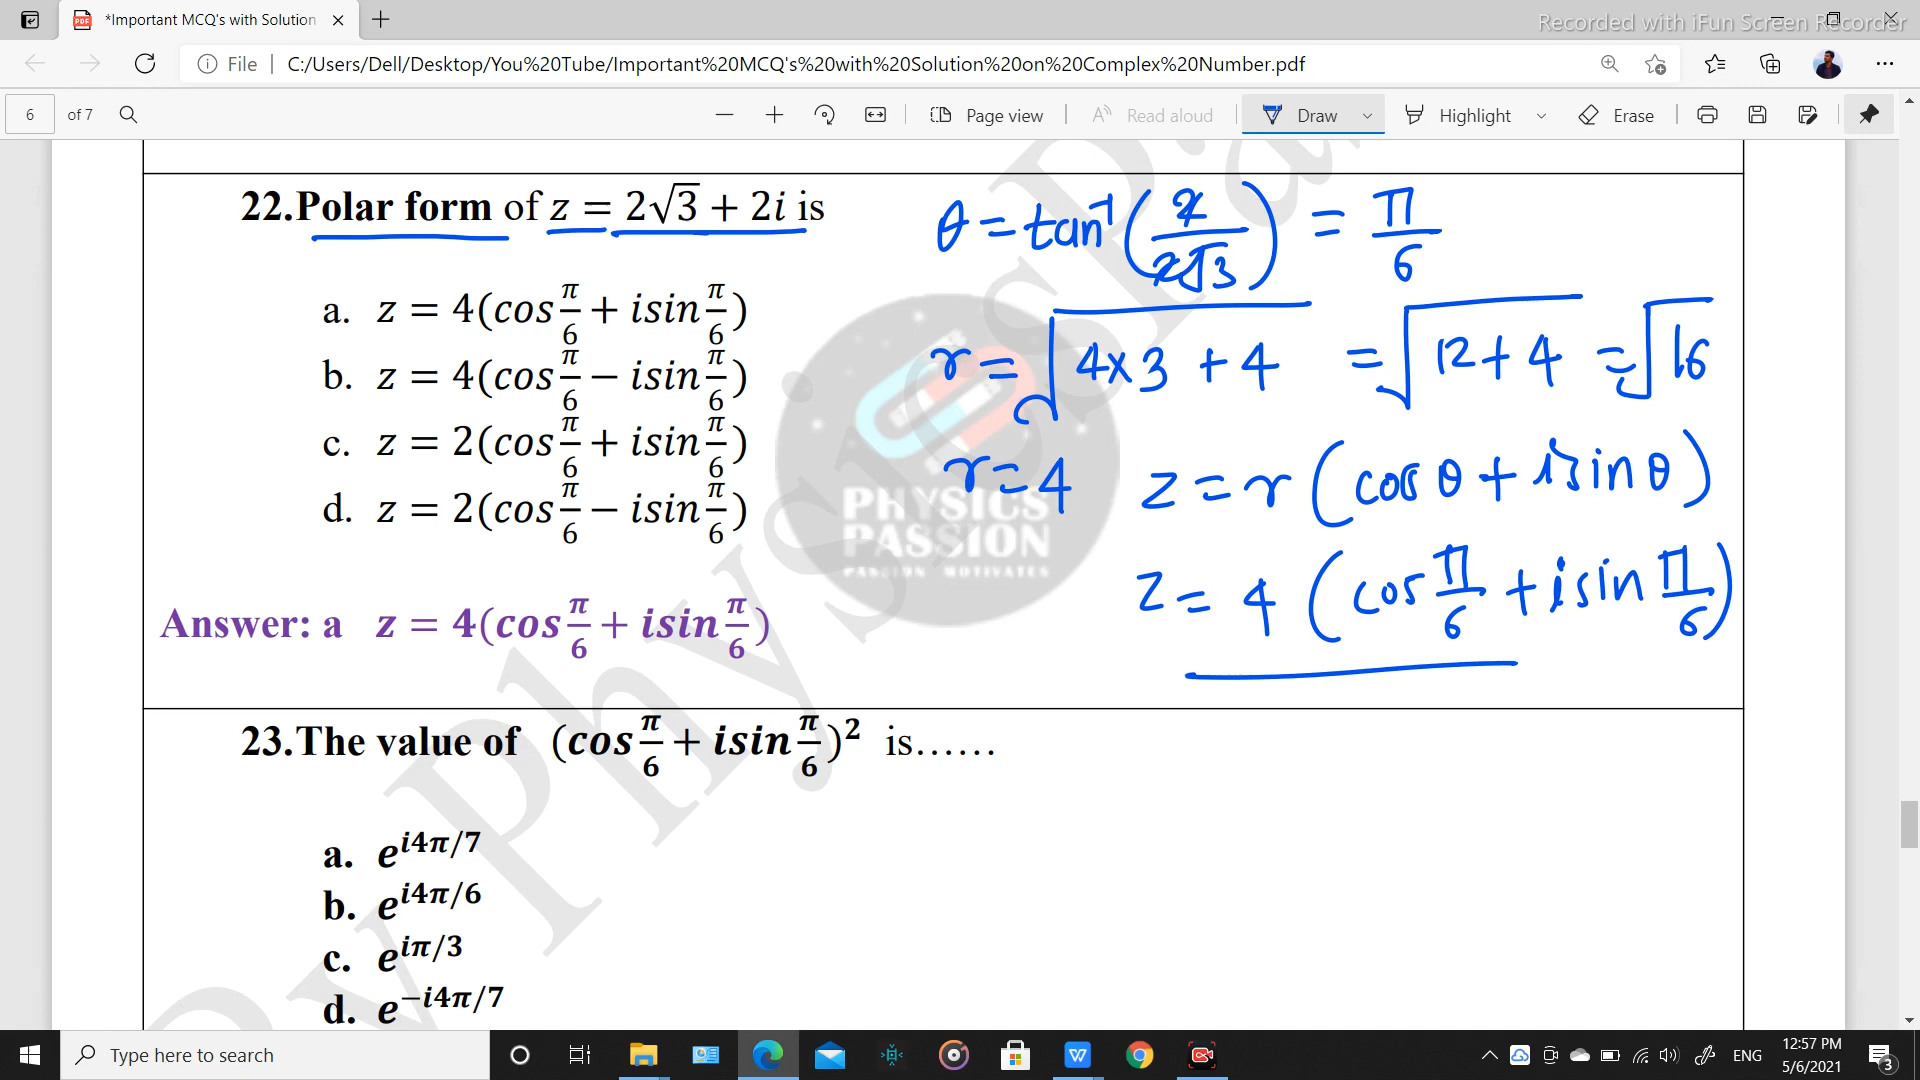 *Important MCQ's with Solution
Recorded with iFun Screen Recorder
File | C:/Users/Dell/Desktop/You%20Tube/Important%20MCQ's%20with%20Solution%20on%20Complex%20Number.pdf
6 of 7 Page view Read aloud Draw Highlight Erase
22.Polar form of z = 2√3 + 2i is
a. z = 4(cos π/6 + isin π/6)
b. z = 4(cos π/6 − isin π/6)
c. z = 2(cos π/6 + isin π/6)
d. z = 2(cos π/6 − isin π/6)
Answer: a z = 4(cos π/6 + isin π/6)
θ = tan⁻¹(2/2√3) = π/6
r = √4×3 + 4 = √12 + 4 = √16
r = 4 z = r (cos θ + i sin θ)
z = 4 (cos π/6 + i sin π/6)
PHYSICS
PASSION
PASSION MOTIVATES
By Physics Pa
23.The value of (cos π/6 + isin π/6)² is......
a. e^i4π/7
b. e^i4π/6
c. e^iπ/3
d. e^−i4π/7
Type here to search
ENG
12:57 PM
5/6/2021
3